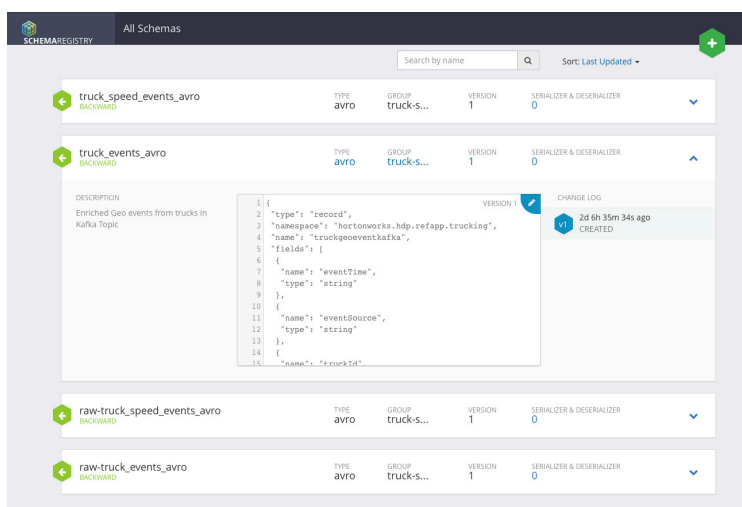 All Schemas
SCHEMAREGISTRY
+
Search by name
Sort: Last Updated
truck_speed_events_avro
BACKWARD
TYPE
avro
GROUP
truck-s...
VERSION
1
SERIALIZER & DESERIALIZER
0
truck_events_avro
BACKWARD
TYPE
avro
GROUP
truck-s...
VERSION
1
SERIALIZER & DESERIALIZER
0
DESCRIPTION
Enriched Geo events from trucks in
Kafka Topic
VERSION 1
1 {
2 "type": "record",
3 "namespace": "hortonworks.hdp.refapp.trucking",
4 "name": "truckgeoeventkafka",
5 "fields": [
6 {
7 "name": "eventTime",
8 "type": "string"
9 },
10 {
11 "name": "eventSource",
12 "type": "string"
13 },
14 {
15 "name": "truckId",
CHANGE LOG
v1
2d 6h 35m 34s ago
CREATED
raw-truck_speed_events_avro
BACKWARD
TYPE
avro
GROUP
truck-s...
VERSION
1
SERIALIZER & DESERIALIZER
0
raw-truck_events_avro
BACKWARD
TYPE
avro
GROUP
truck-s...
VERSION
1
SERIALIZER & DESERIALIZER
0